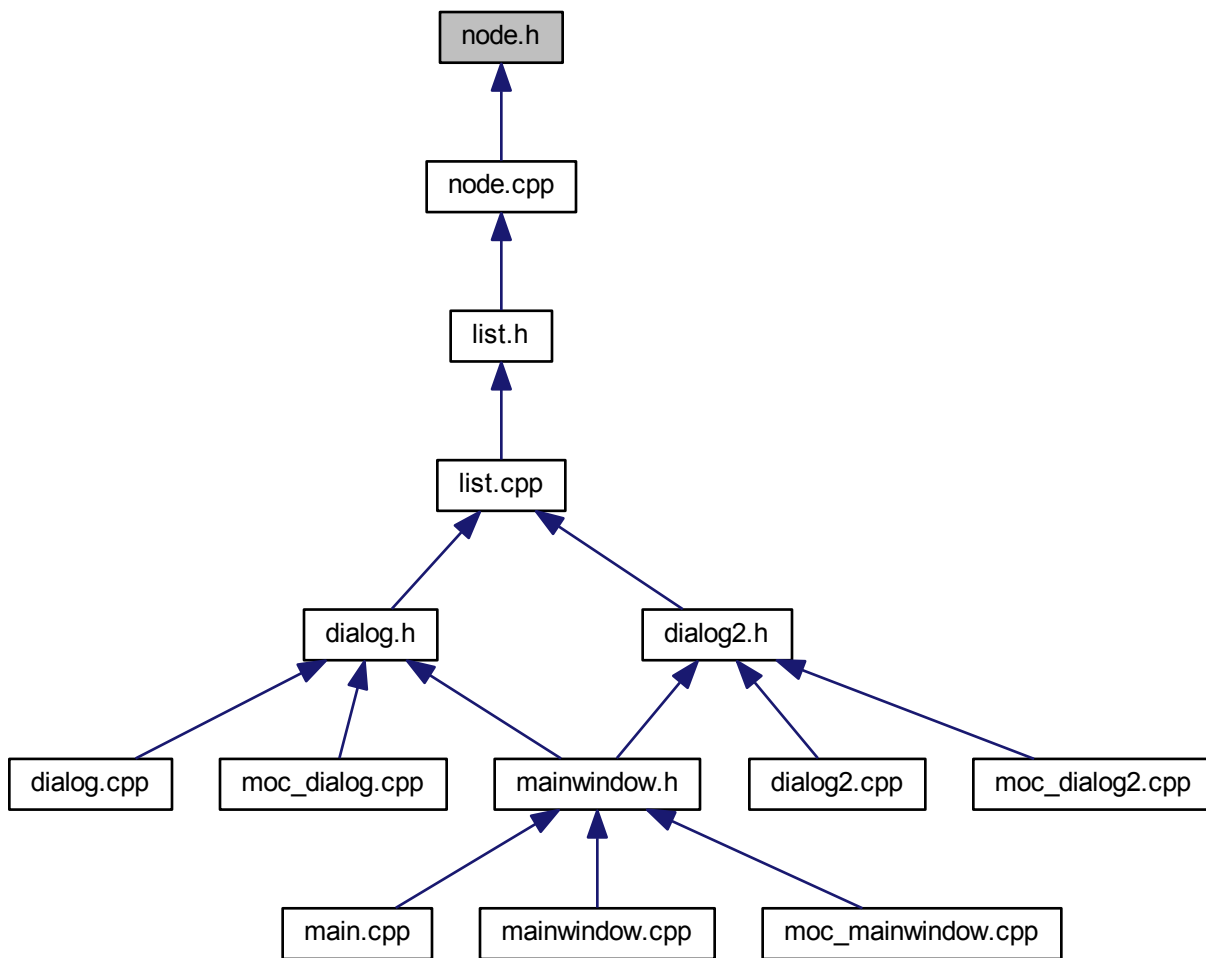 node.h
node.cpp
list.h
list.cpp
dialog.h
dialog2.h
dialog.cpp
moc_dialog.cpp
mainwindow.h
dialog2.cpp
moc_dialog2.cpp
main.cpp
mainwindow.cpp
moc_mainwindow.cpp